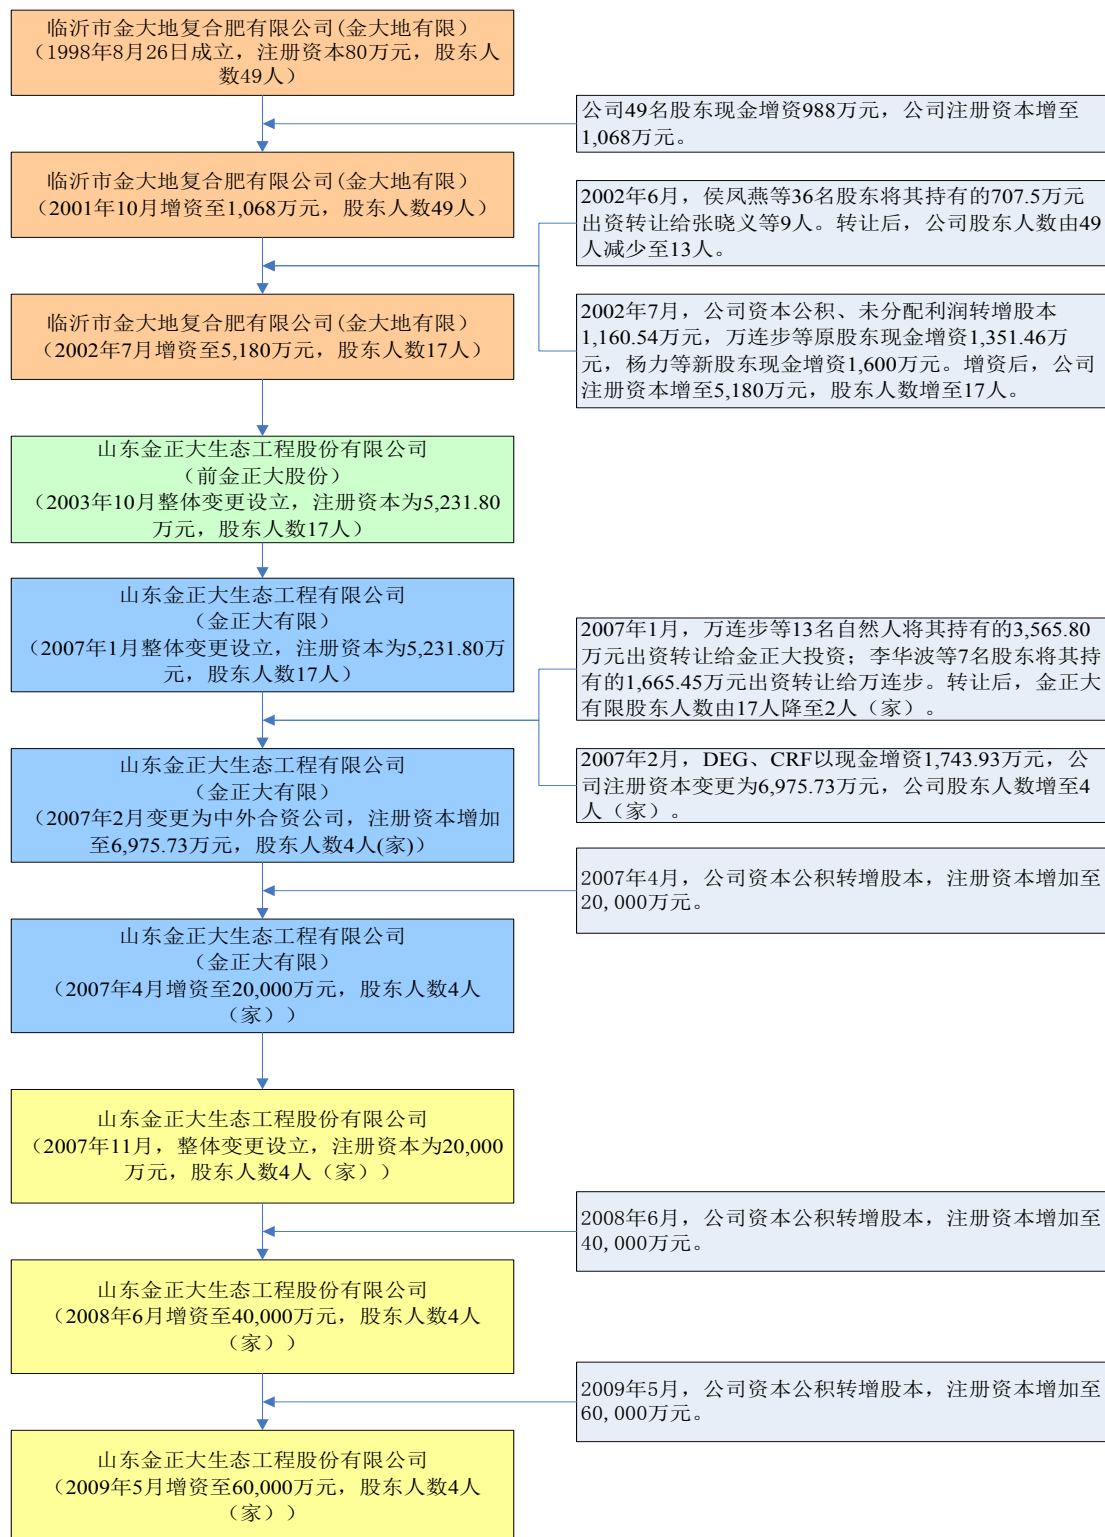 临沂市金大地复合肥有限公司(金大地有限)
（1998年8月26日成立，注册资本80万元，股东人
数49人）
公司49名股东现金增资988万元，公司注册资本增至
1,068万元。
临沂市金大地复合肥有限公司(金大地有限)
（2001年10月增资至1,068万元，股东人数49人）
2002年6月，侯凤燕等36名股东将其持有的707.5万元
出资转让给张晓义等9人。转让后，公司股东人数由49
人减少至13人。
2002年7月，公司资本公积、未分配利润转增股本
1,160.54万元，万连步等原股东现金增资1,351.46万
元，杨力等新股东现金增资1,600万元。增资后，公司
注册资本增至5,180万元，股东人数增至17人。
临沂市金大地复合肥有限公司(金大地有限)
（2002年7月增资至5,180万元，股东人数17人）
山东金正大生态工程股份有限公司
（前金正大股份）
（2003年10月整体变更设立，注册资本为5,231.80
万元，股东人数17人）
山东金正大生态工程有限公司
（金正大有限）
（2007年1月整体变更设立，注册资本为5,231.80万
元，股东人数17人）
2007年1月，万连步等13名自然人将其持有的3,565.80
万元出资转让给金正大投资；李华波等7名股东将其持
有的1,665.45万元出资转让给万连步。转让后，金正大
有限股东人数由17人降至2人（家）。
2007年2月，DEG、CRF以现金增资1,743.93万元，公
司注册资本变更为6,975.73万元，公司股东人数增至4
人（家）。
山东金正大生态工程有限公司
（金正大有限）
（2007年2月变更为中外合资公司，注册资本增加
至6,975.73万元，股东人数4人(家)）
2007年4月，公司资本公积转增股本，注册资本增加至
20,000万元。
山东金正大生态工程有限公司
（金正大有限）
（2007年4月增资至20,000万元，股东人数4人
（家））
山东金正大生态工程股份有限公司
（2007年11月，整体变更设立，注册资本为20,000
万元，股东人数4人（家））
2008年6月，公司资本公积转增股本，注册资本增加至
40,000万元。
山东金正大生态工程股份有限公司
（2008年6月增资至40,000万元，股东人数4人
（家））
2009年5月，公司资本公积转增股本，注册资本增加至
60,000万元。
山东金正大生态工程股份有限公司
（2009年5月增资至60,000万元，股东人数4人
（家））